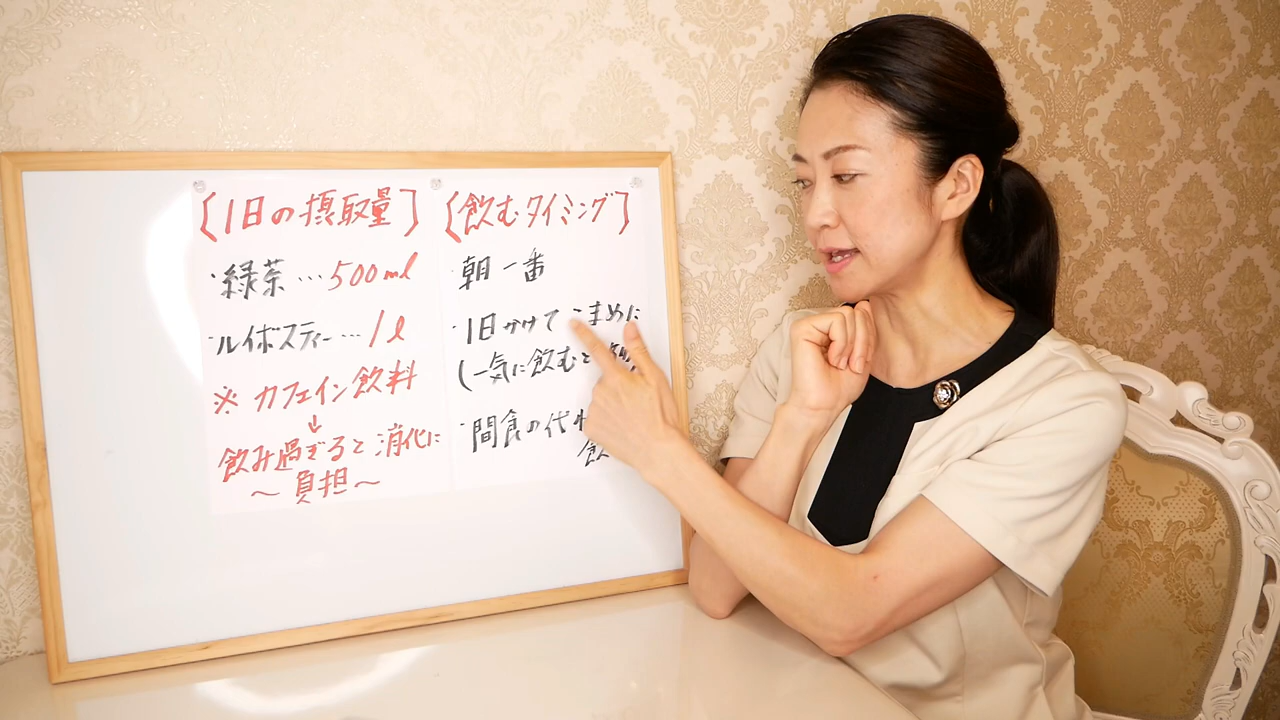 〔1日の摂取量〕
・緑茶…500ml
・ルイボスティー…1l
※カフェイン飲料
↓
飲み過ぎると消化に
～負担～
〔飲むタイミング〕
・朝一番
・1日かけてこまめに
(一気に飲むと
・間食の代わ
飲